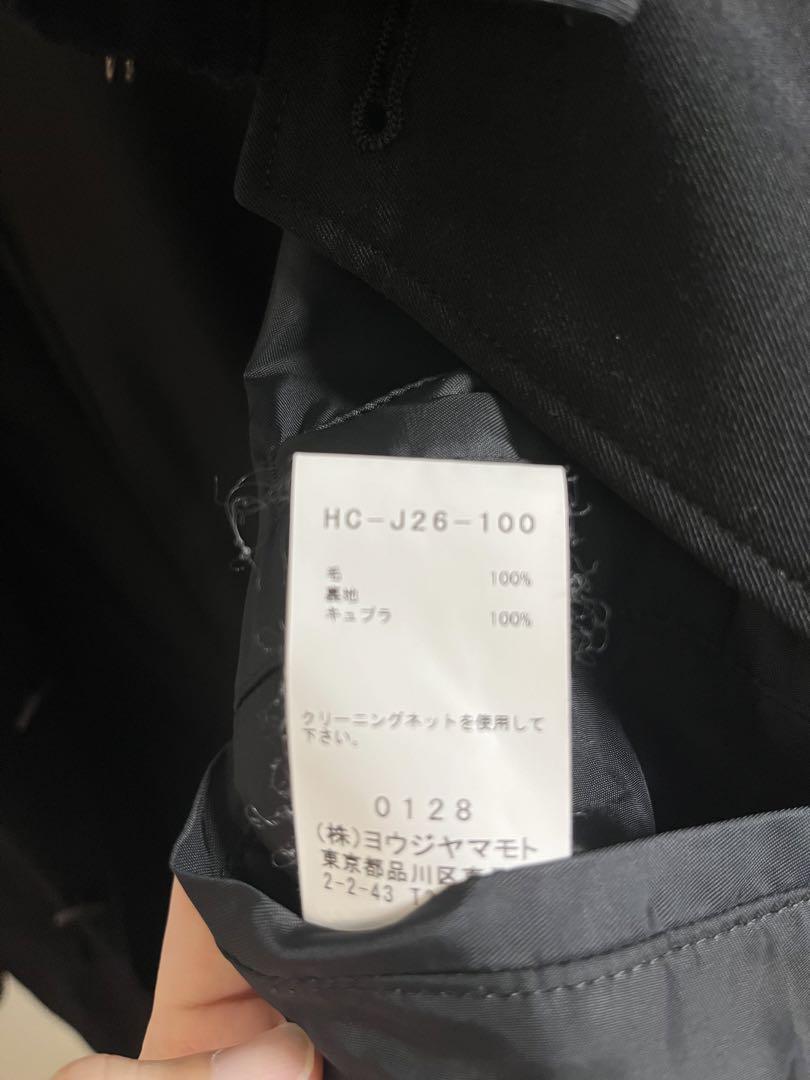 HC-J26-100
毛 100%
裏地
キュプラ 100%
クリーニングネットを使用して
下さい。
0128
(株)ヨウジヤマモト
東京都品川区
2-2-43